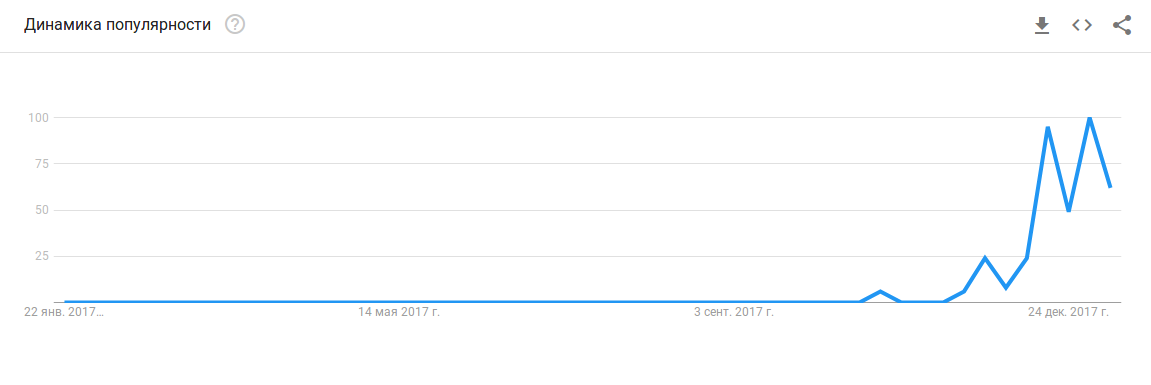 Динамика популярности ?
100
75
50
25
22 янв. 2017…
14 мая 2017 г.
3 сент. 2017 г.
24 дек. 2017 г.